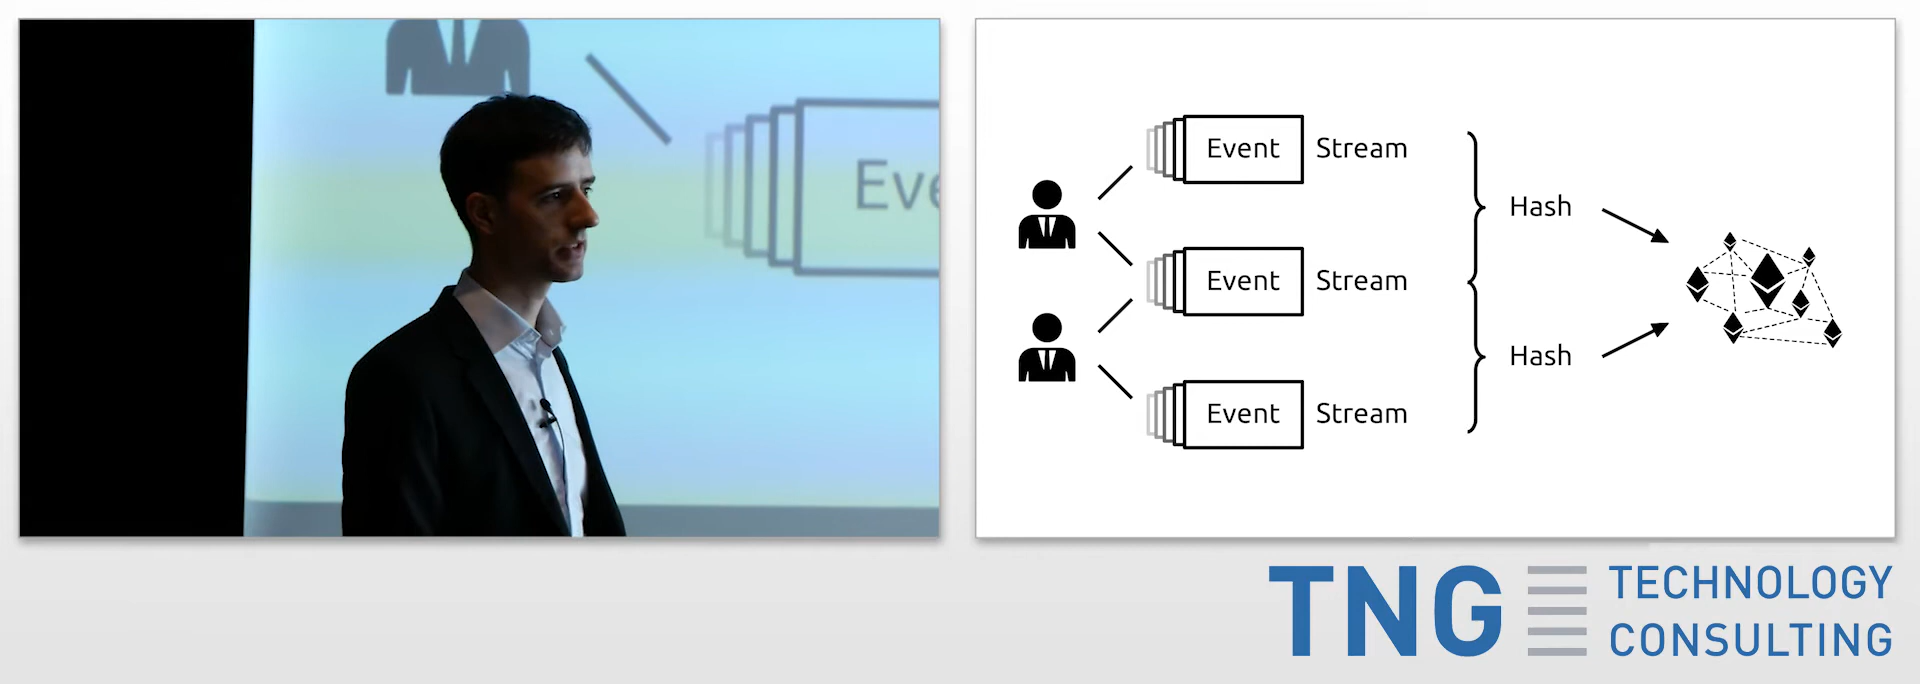 Eve
Event Stream
Hash
Event Stream
Hash
Event Stream
TNG TECHNOLOGY
CONSULTING